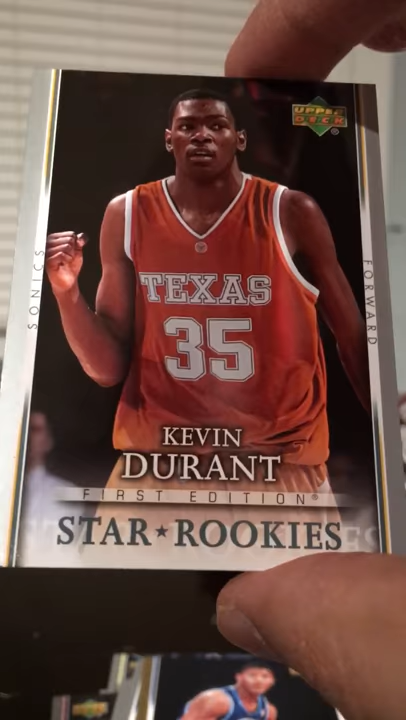 UPPER
DECK
SONICS
FORWARD
TEXAS
35
KEVIN
DURANT
FIRST EDITION
STAR★ROOKIES